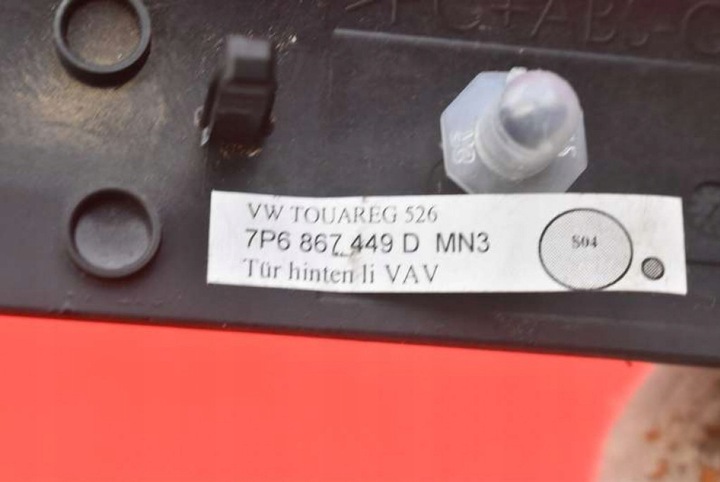 VW TOUAREG 526
7P6 867 449 D MN3
Tür hinten li VAV
S04